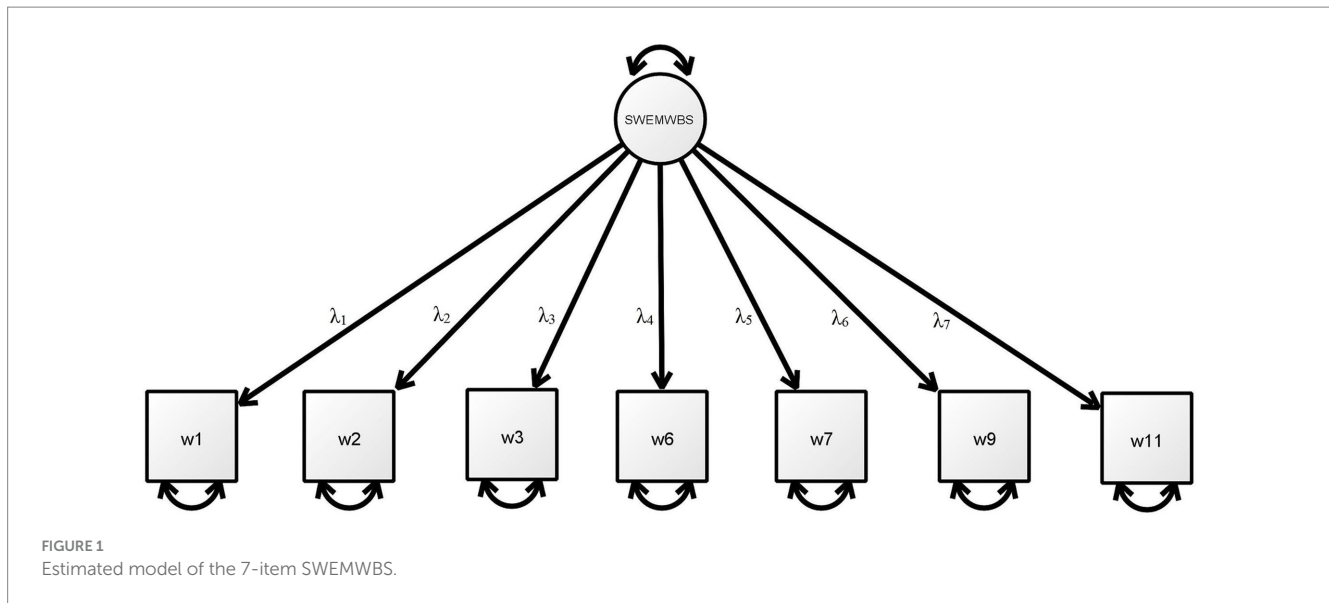 SWEMWBS
λ1 λ2 λ3 λ4 λ5 λ6 λ7
w1 w2 w3 w6 w7 w9 w11
FIGURE 1
Estimated model of the 7-item SWEMWBS.